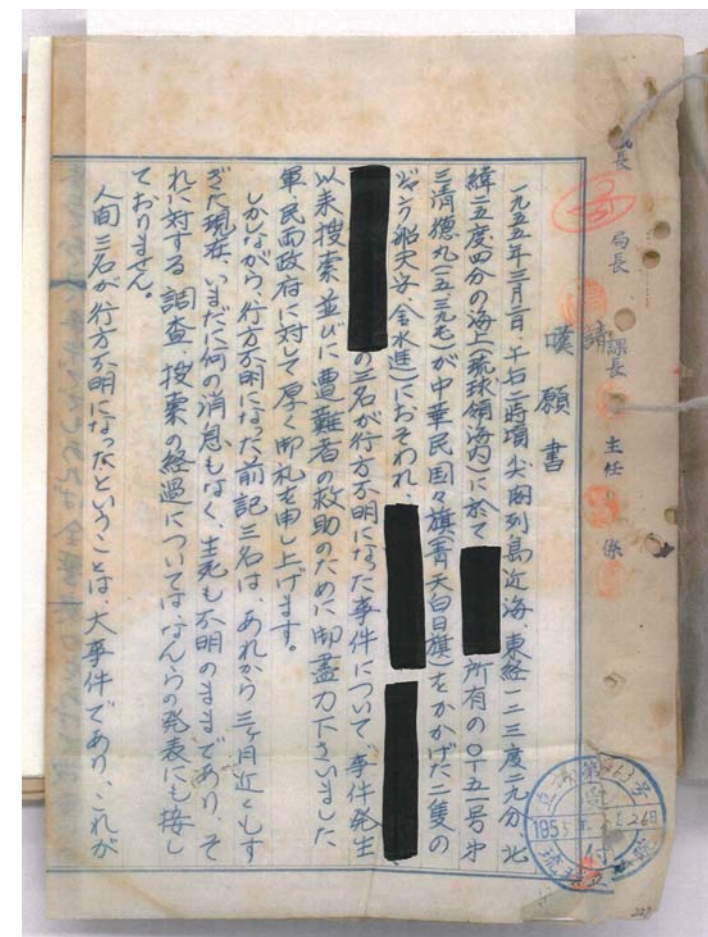 局長
課長
主任
係
請
嘆願書
一九五五年三月二日、午后二時頃尖閣列島近海、東経一二三度二九分、北
緯二五度四分の海上(琉球領海内)に於て
所有の〇T五一号才
三清徳丸(一五、三九屯)が中華民国々旗(青天白日旗)をかかげた二隻の
ジャンク船
金水進)におそわれ、
の三名が行方不明になった事件について、事件発生
以来捜索並びに遭難者の救助のために御盡力下さいました
軍、民両政府に対して厚く御礼を申し上げます。
しかしながら、行方不明になった前記三名は、あれから三ヶ月近くもす
ぎた現在、いまだに何の消息もなく、生死も不明のままであり、そ
れに対する調査、捜索の経過についてはなんらの発表にも接し
ておりません。
人間三名が行方不明になったということは、大事件であり、これが